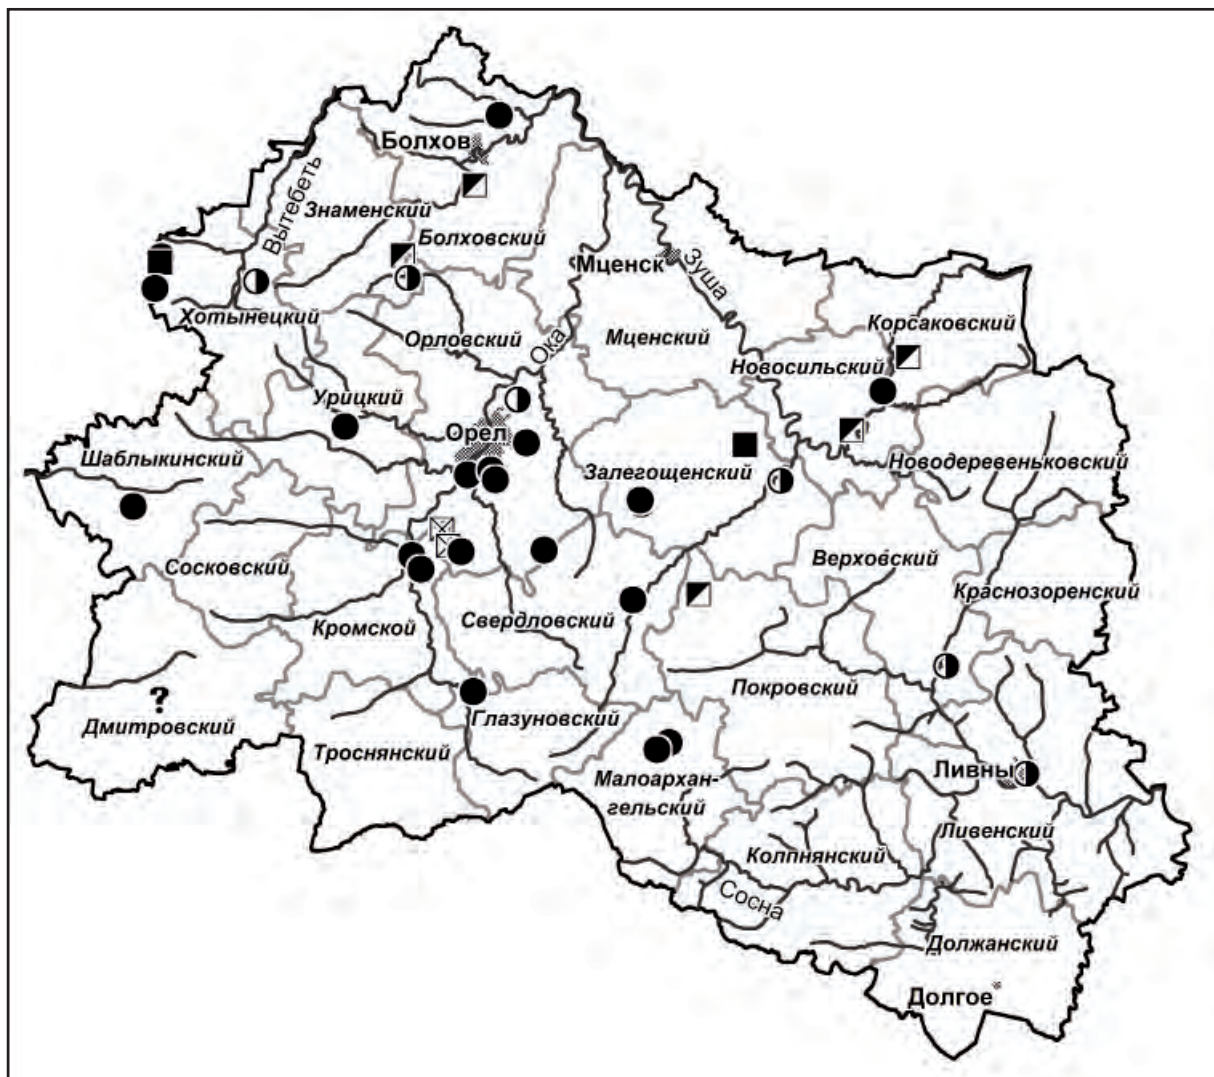 Болхов
Вытебеть
Знаменский
Болховский
Мценск
Зуша
Хотынецкий
Орловский
Ока
Мценский
Корсаковский
Новосильский
Урицкий
Орел
Шаблыкинский
Залегощенский
Новодеревеньковский
Сосковский
Верховский
Краснозоренский
Кромской
Свердловский
Покровский
?
Дмитровский
Глазуновский
Троснянский
Малоархан-
гельский
Ливны
Ливенский
Колпнянский
Сосна
Должанский
Долгое